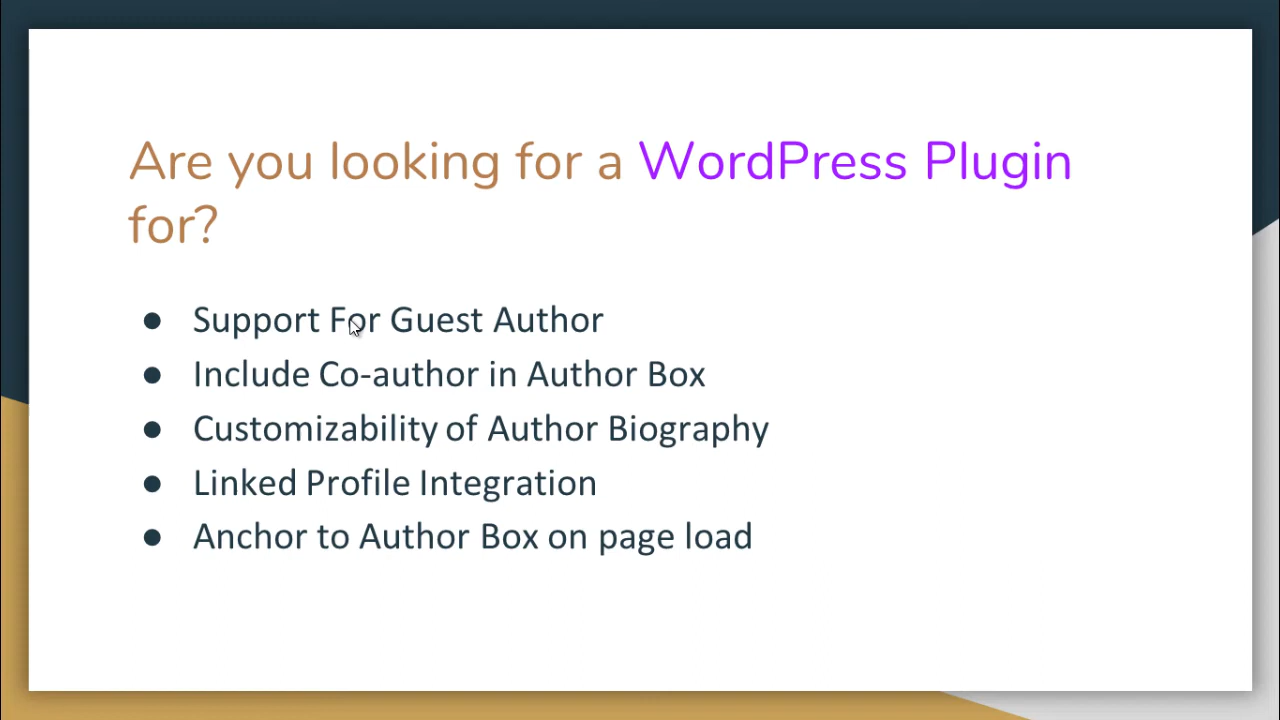 Are you looking for a WordPress Plugin
for?
● Support For Guest Author
● Include Co-author in Author Box
● Customizability of Author Biography
● Linked Profile Integration
● Anchor to Author Box on page load